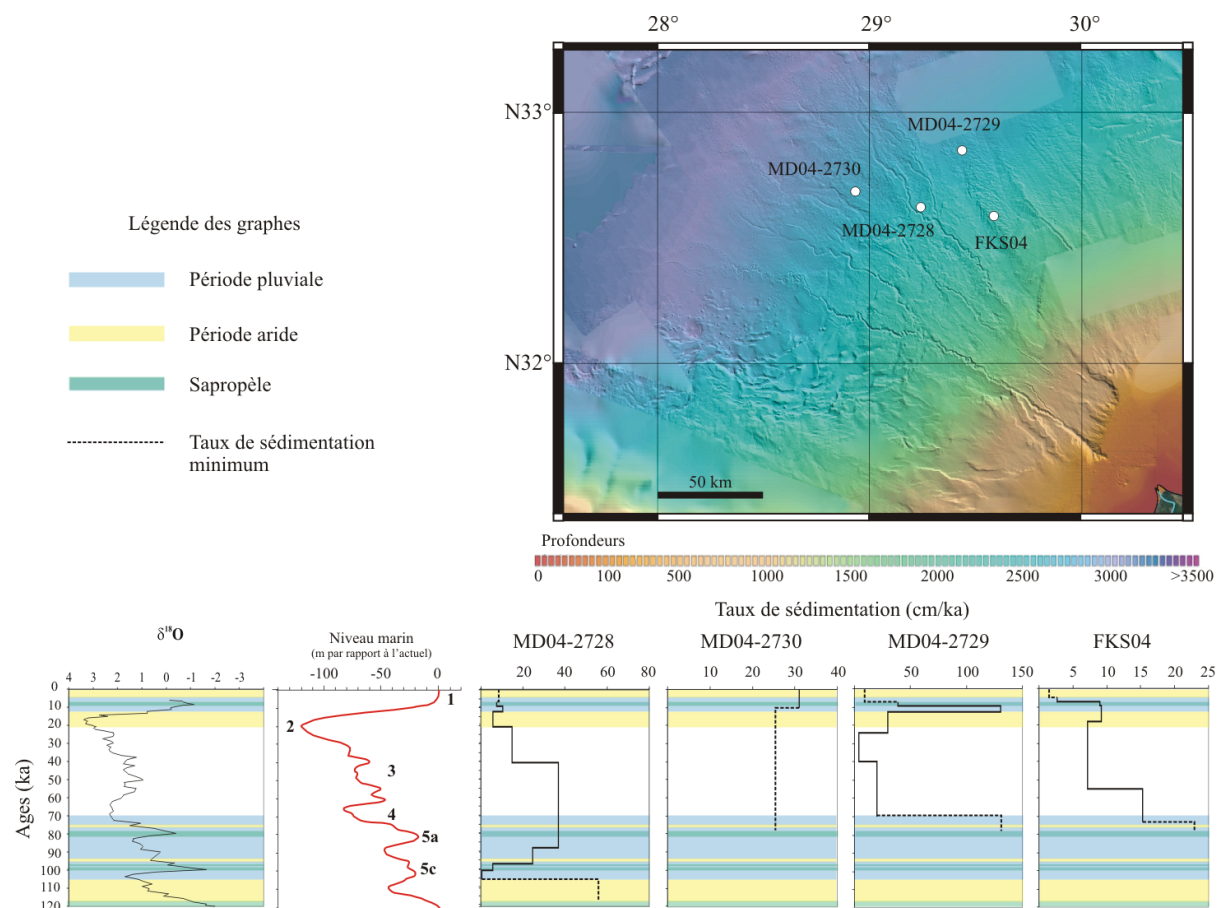 28° 29° 30°
N33°
MD04-2729
MD04-2730
MD04-2728
FKS04
N32°
50 km
Légende des graphes
Période pluviale
Période aride
Sapropèle
Taux de sédimentation
minimum
Profondeurs
0 100 500 1000 1500 2000 2500 3000 >3500
Taux de sédimentation (cm/ka)
δ¹⁸O
Niveau marin
(m par rapport à l'actuel)
MD04-2728 MD04-2730 MD04-2729 FKS04
4 3 2 1 0 -1 -2 -3
-100 -50 0
20 40 60 80
10 20 30 40
0 50 100 150
0 5 10 15 20 25
Ages (ka)
0
10
20
30
40
50
60
70
80
90
100
110
120
1
2
3
4
5a
5c